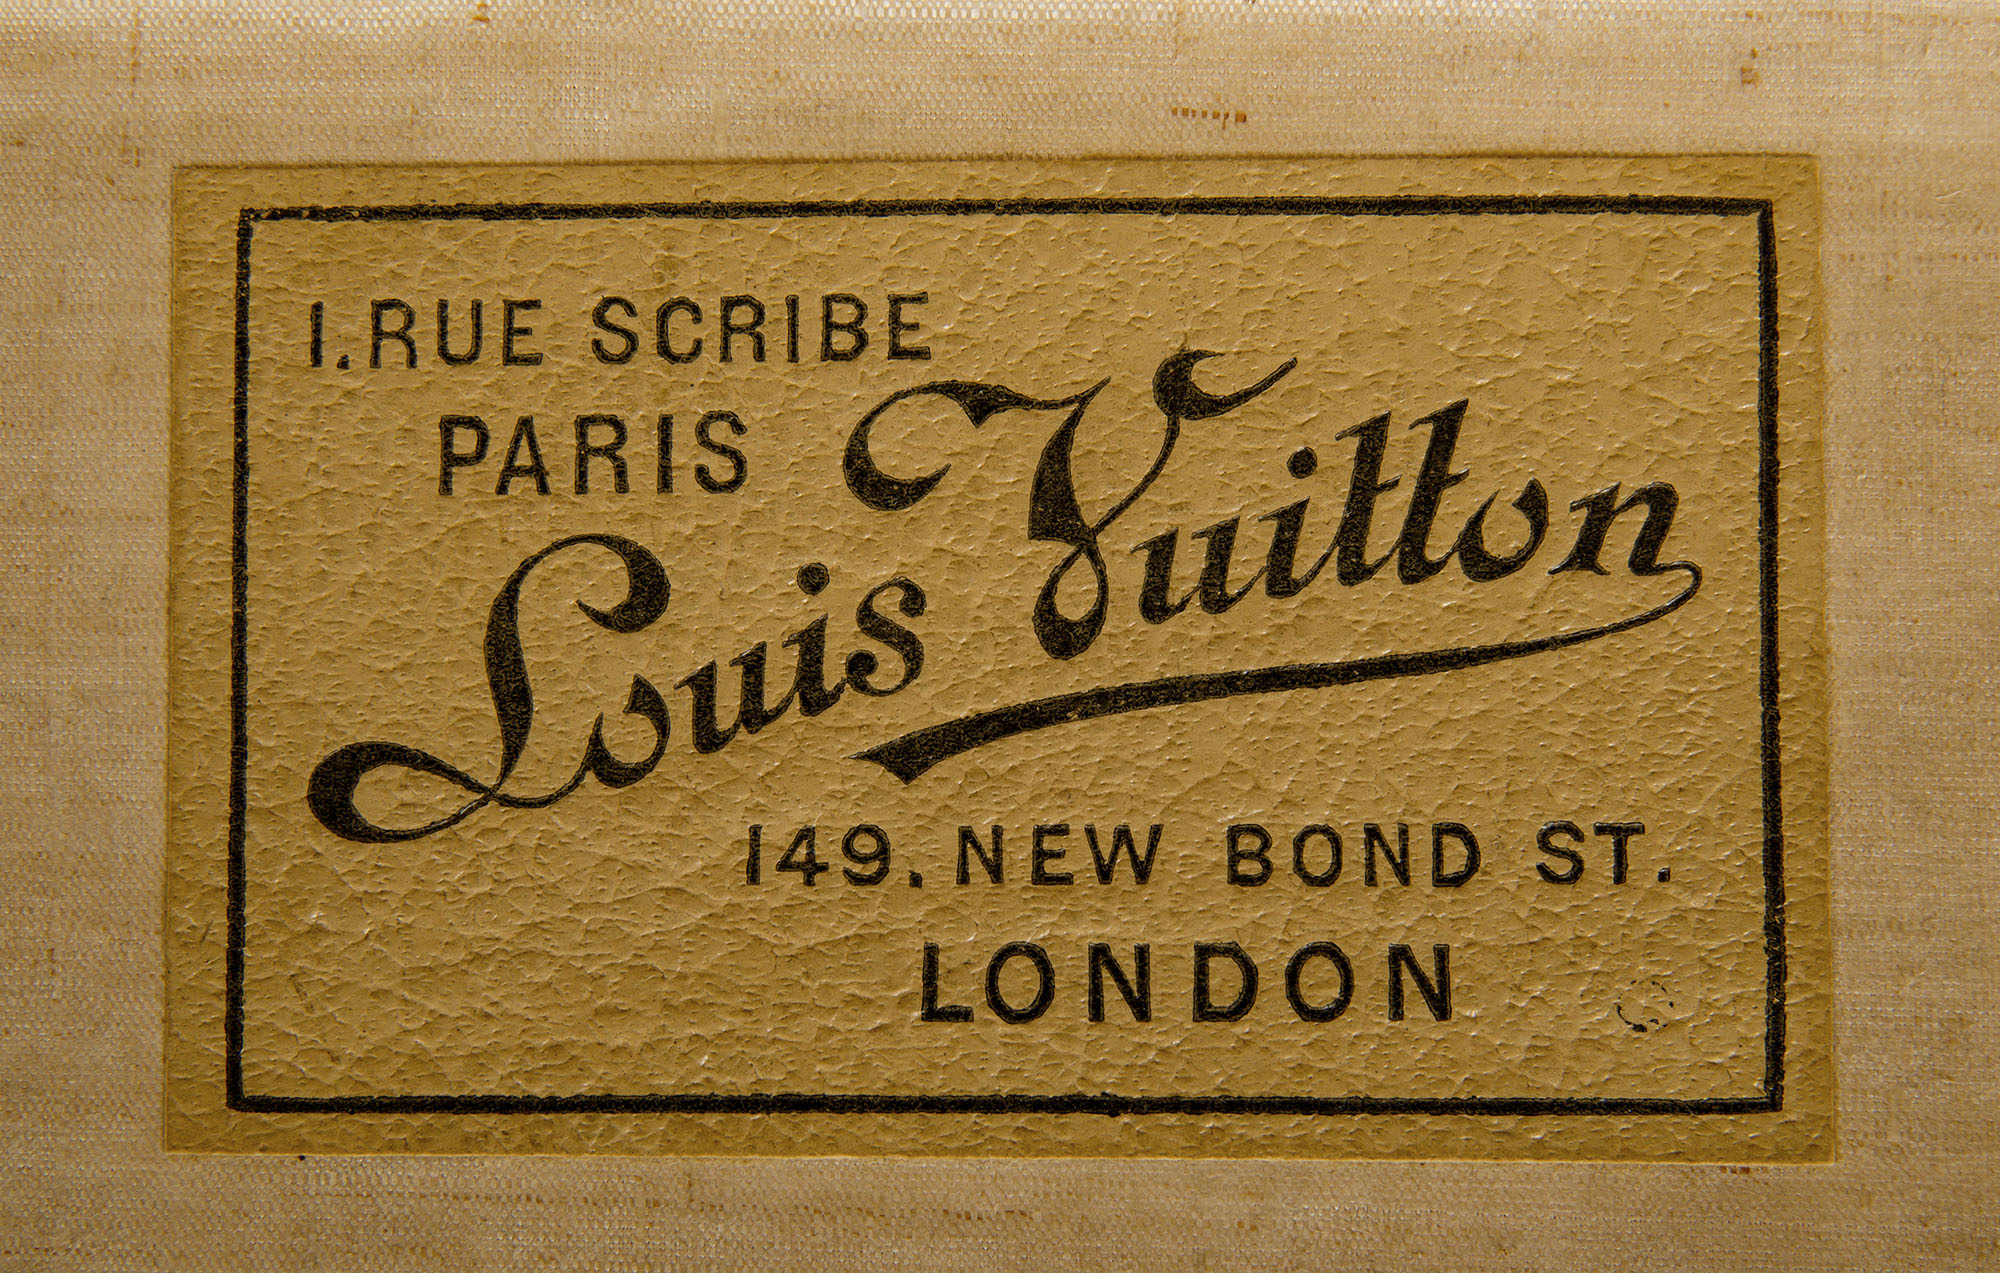 1. RUE SCRIBE
PARIS
Louis Vuitton
149. NEW BOND ST.
LONDON